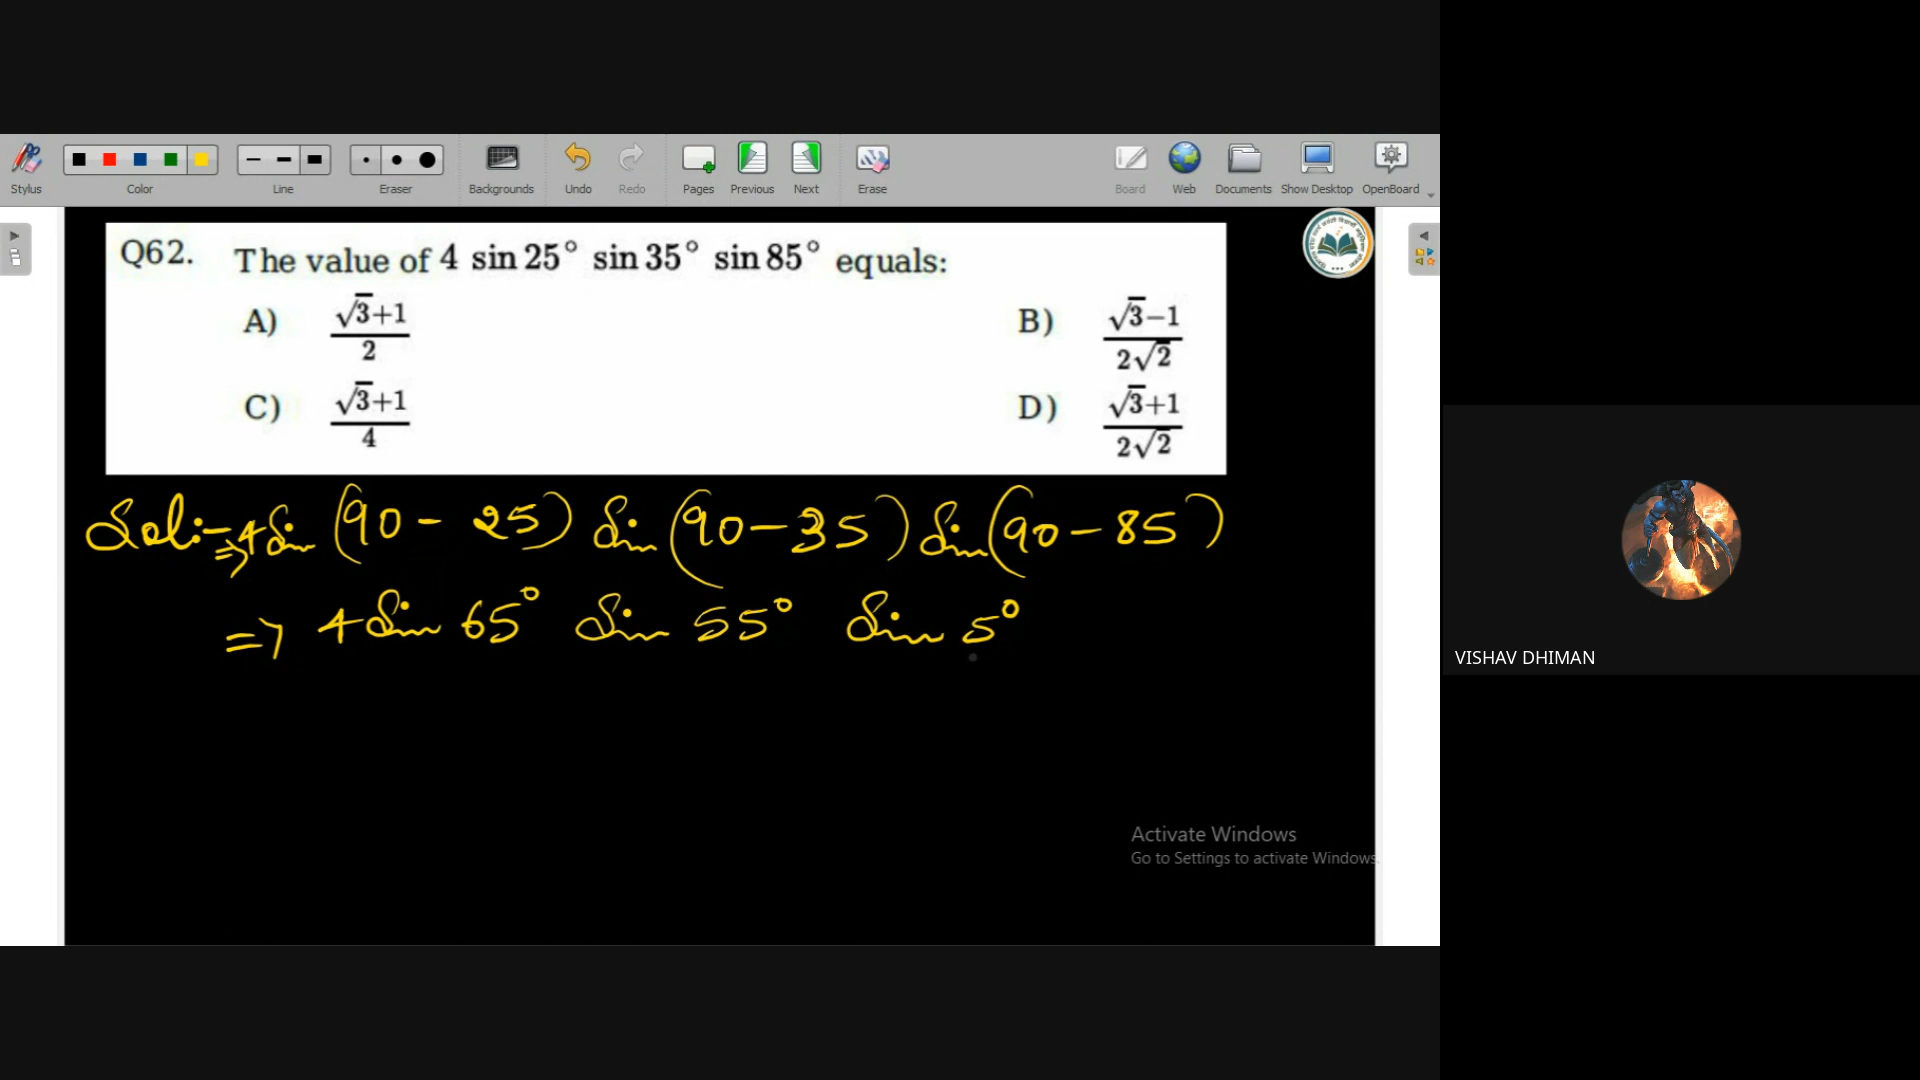 Stylus Color Line Eraser Backgrounds Undo Redo Pages Previous Next Erase Board Web Documents Show Desktop OpenBoard
Q62. The value of 4 sin 25° sin 35° sin 85° equals:
A) (√3+1)/2 B) (√3−1)/(2√2)
C) (√3+1)/4 D) (√3+1)/(2√2)
Sol:- => 4 Sin (90 - 25) Sin (90 - 35) Sin (90 - 85)
=> 4 Sin 65° Sin 55° Sin 5°
VISHAV DHIMAN
Activate Windows
Go to Settings to activate Windows.